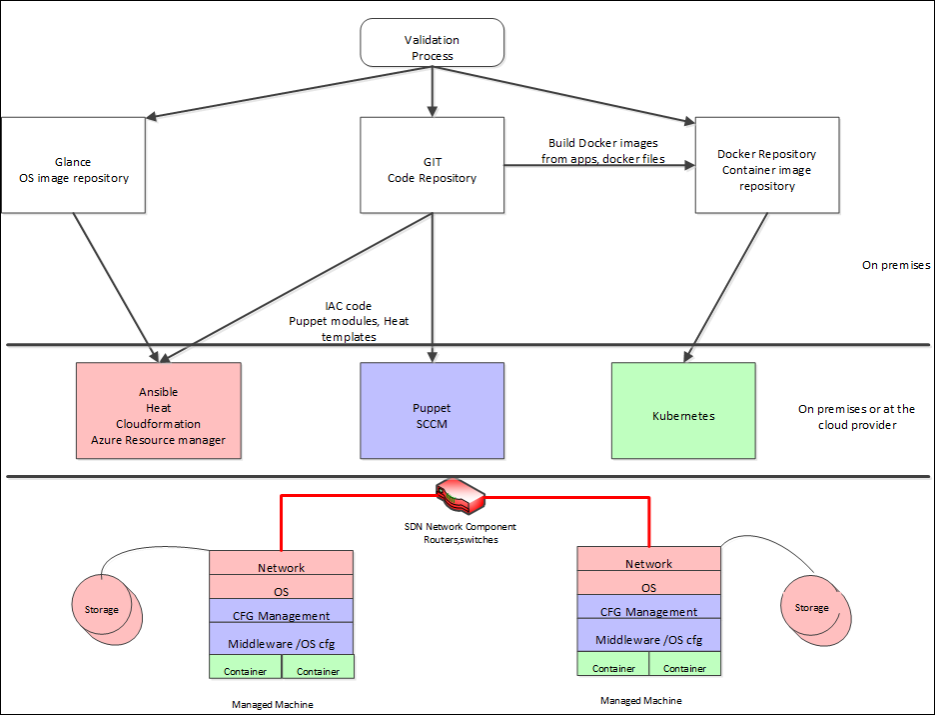 Validation
Process
Glance
OS image repository
GIT
Code Repository
Build Docker images
from apps, docker files
Docker Repository
Container image
repository
On premises
IAC code
Puppet modules, Heat
templates
Ansible
Heat
Cloudformation
Azure Resource manager
Puppet
SCCM
Kubernetes
On premises or at the
cloud provider
SDN Network Component
Routers,switches
Storage
Network
OS
CFG Management
Middleware /OS cfg
Container
Container
Managed Machine
Network
OS
CFG Management
Middleware /OS cfg
Container
Container
Managed Machine
Storage